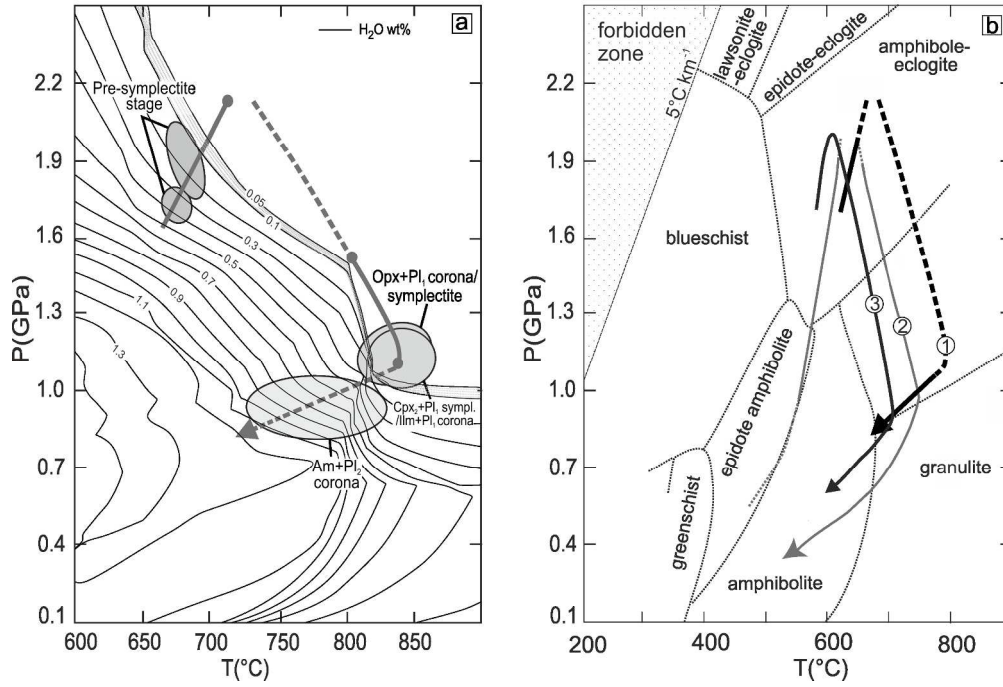 a
— H2O wt%
Pre-symplectite
stage
0.05
0.1
0.3
0.5
0.7
0.9
1.1
1.3
Opx+Pl1 corona/
symplectite
Cpx2+Pl1 sympl.
/Ilm+Pl1 corona
Am+Pl2
corona
P(GPa)
2.2
1.9
1.6
1.3
1.0
0.7
0.4
0.1
600
650
700
750
800
850
T(°C)
b
forbidden
zone
5°C km-1
lawsonite
-eclogite
epidote-eclogite
amphibole-
eclogite
blueschist
epidote amphibolite
greenschist
amphibolite
granulite
1
2
3
P(GPa)
2.2
1.9
1.6
1.3
1.0
0.7
0.4
0.1
200
400
600
800
T(°C)